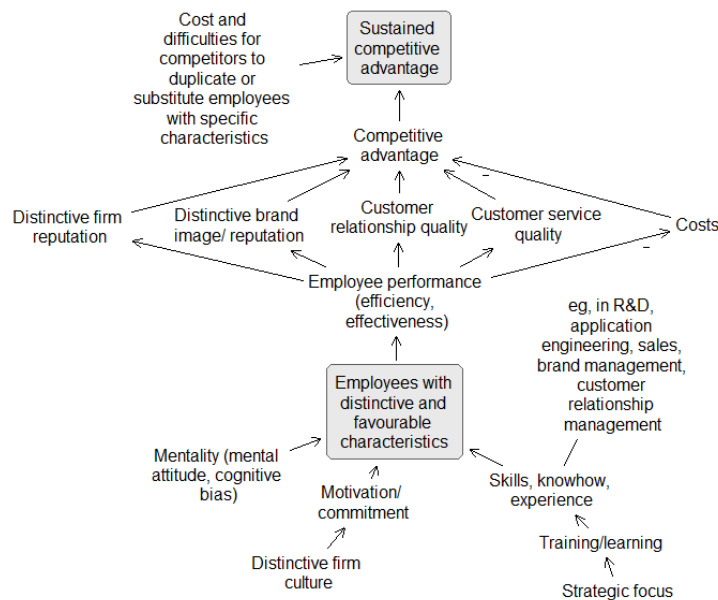 Cost and
difficulties for
competitors to
duplicate or
substitute employees
with specific
characteristics
Sustained
competitive
advantage
Competitive
advantage
Distinctive firm
reputation
Distinctive brand
image/ reputation
Customer
relationship quality
Customer service
quality
Costs
–
–
Employee performance
(efficiency,
effectiveness)
eg, in R&D,
application
engineering, sales,
brand management,
customer
relationship
management
Employees with
distinctive and
favourable
characteristics
Mentality (mental
attitude, cognitive
bias)
Motivation/
commitment
Skills, knowhow,
experience
Distinctive firm
culture
Training/learning
Strategic focus